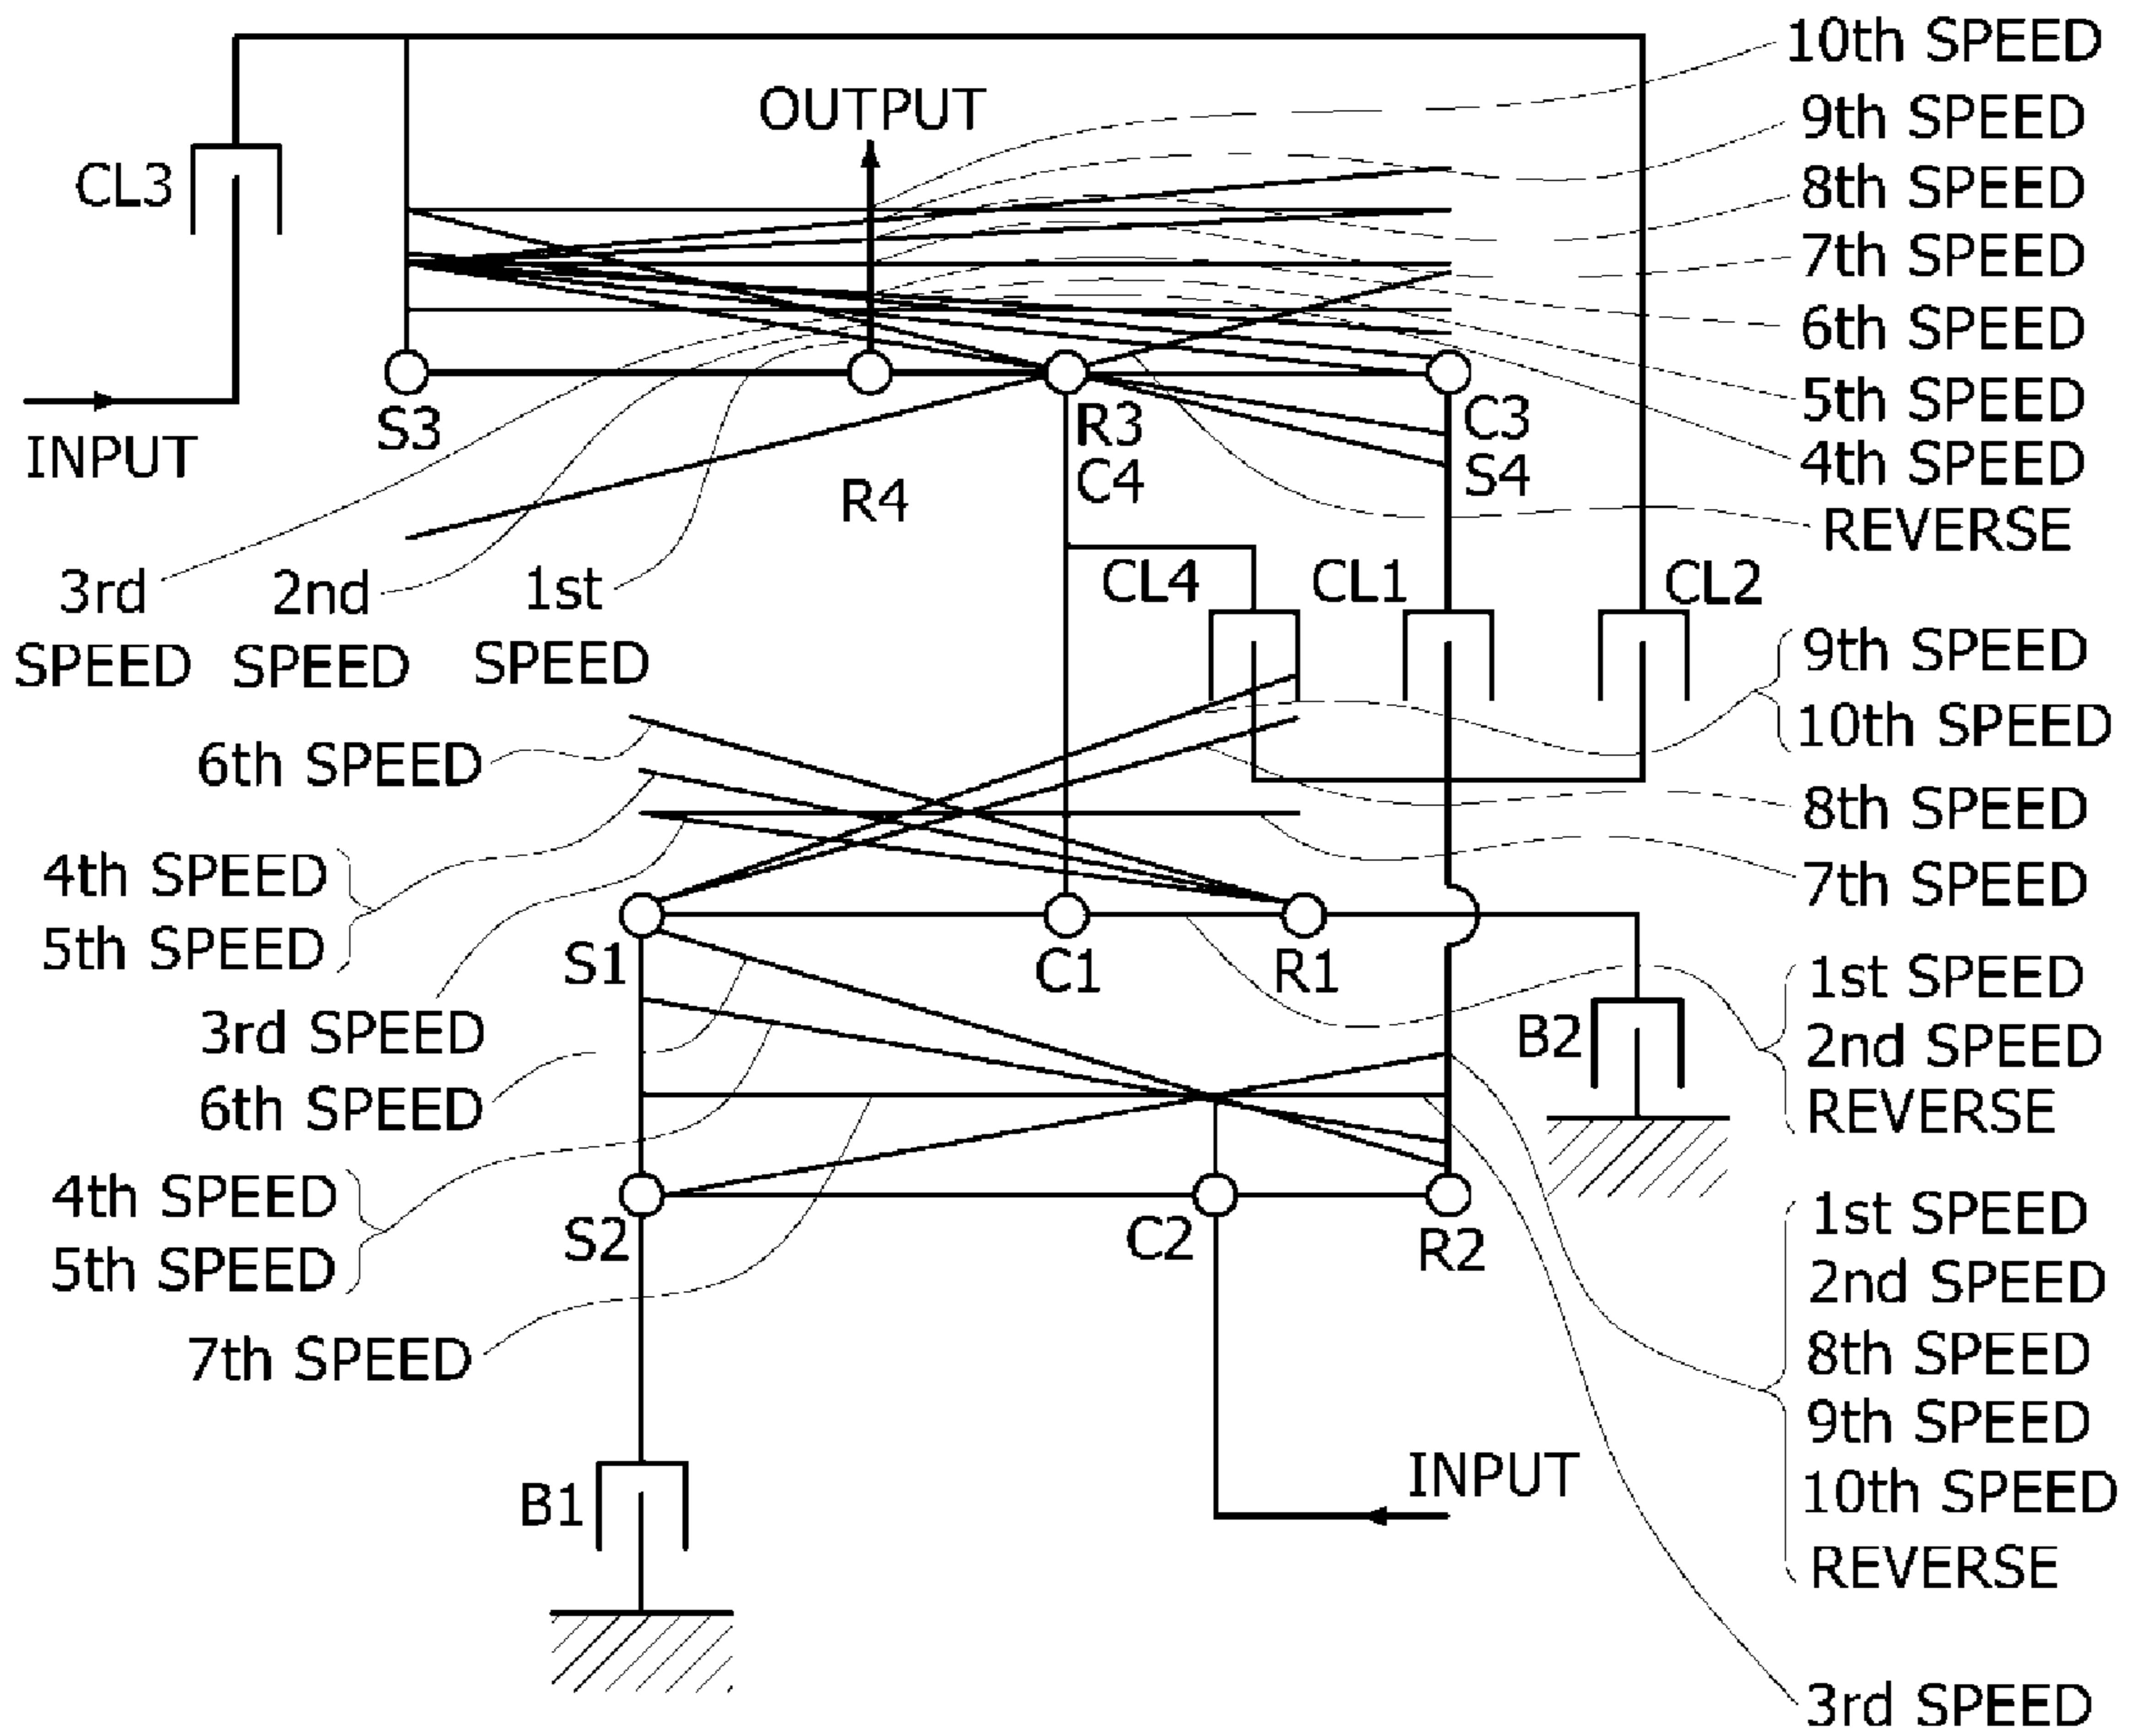 10th SPEED
9th SPEED
OUTPUT
CL3
8th SPEED
7th SPEED
6th SPEED
5th SPEED
4th SPEED
S3
R3
C3
INPUT
C4
S4
R4
REVERSE
3rd
SPEED
2nd
SPEED
1st
SPEED
CL4
CL1
CL2
9th SPEED
10th SPEED
6th SPEED
8th SPEED
4th SPEED
5th SPEED
7th SPEED
S1
C1
R1
3rd SPEED
6th SPEED
B2
1st SPEED
2nd SPEED
REVERSE
4th SPEED
5th SPEED
S2
C2
R2
7th SPEED
1st SPEED
2nd SPEED
8th SPEED
9th SPEED
10th SPEED
REVERSE
B1
INPUT
3rd SPEED